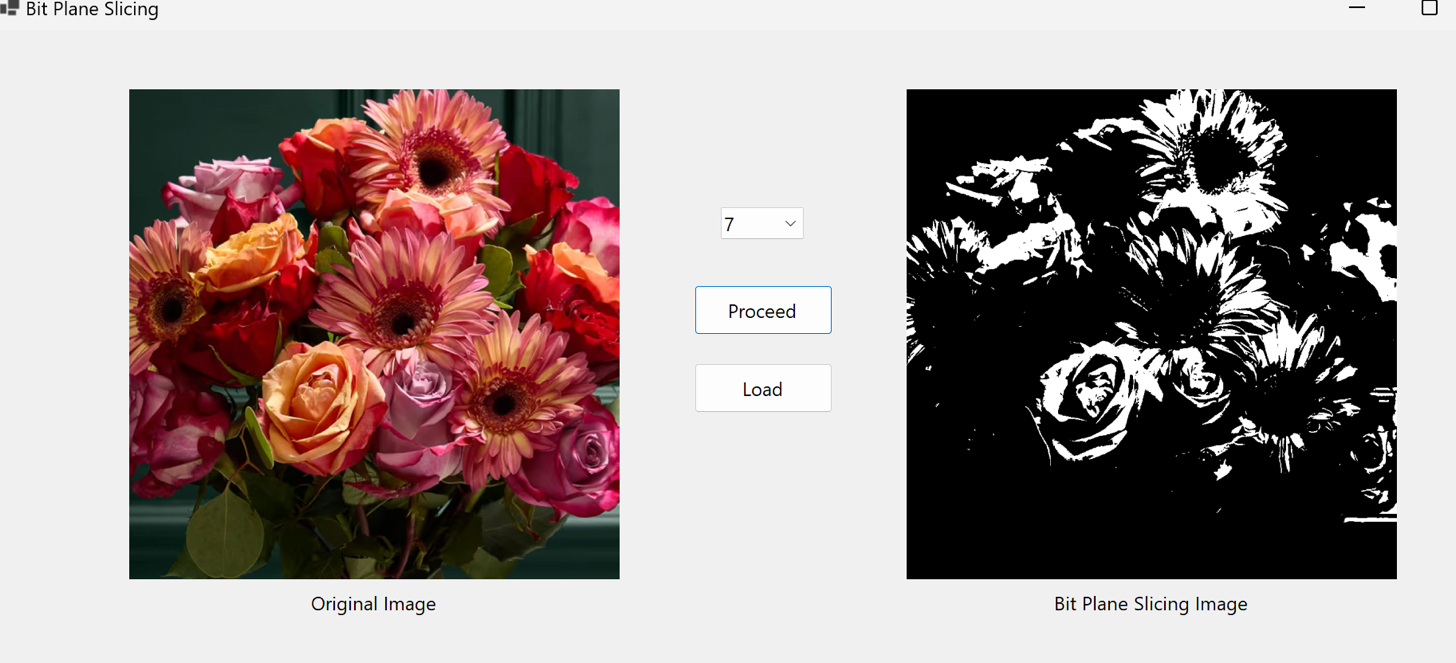 Bit Plane Slicing
7
Proceed
Load
Original Image
Bit Plane Slicing Image